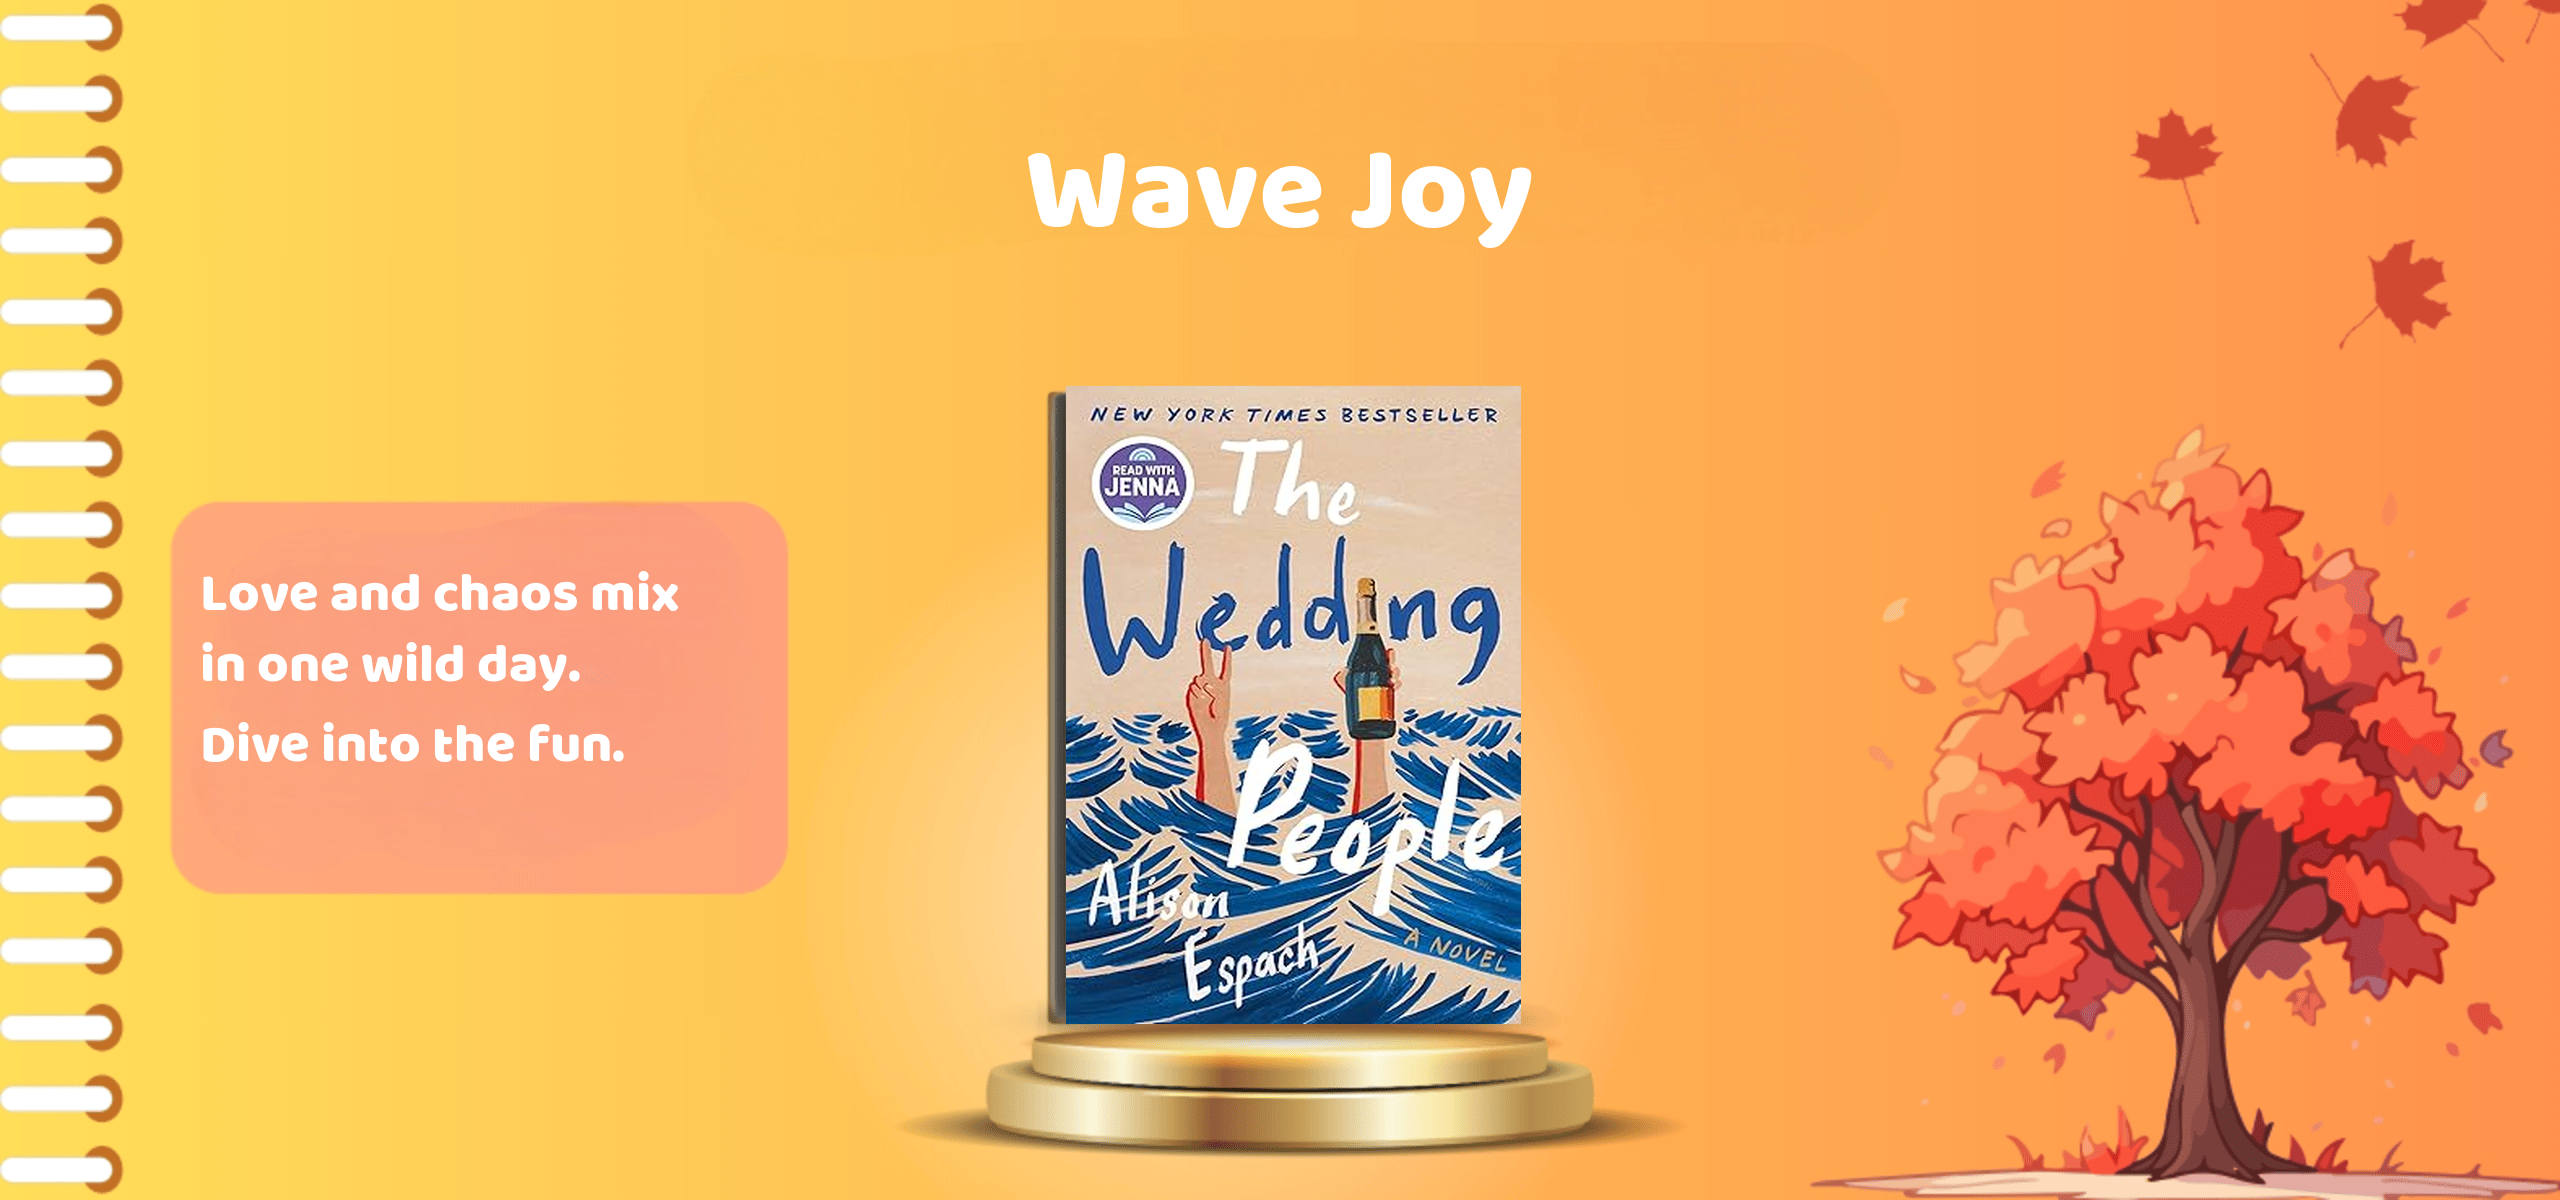 Wave Joy
Love and chaos mix
in one wild day.
Dive into the fun.
NEW YORK TIMES BESTSELLER
READ WITH
JENNA
The
Wedding
People
Alison
Espach
A NOVEL